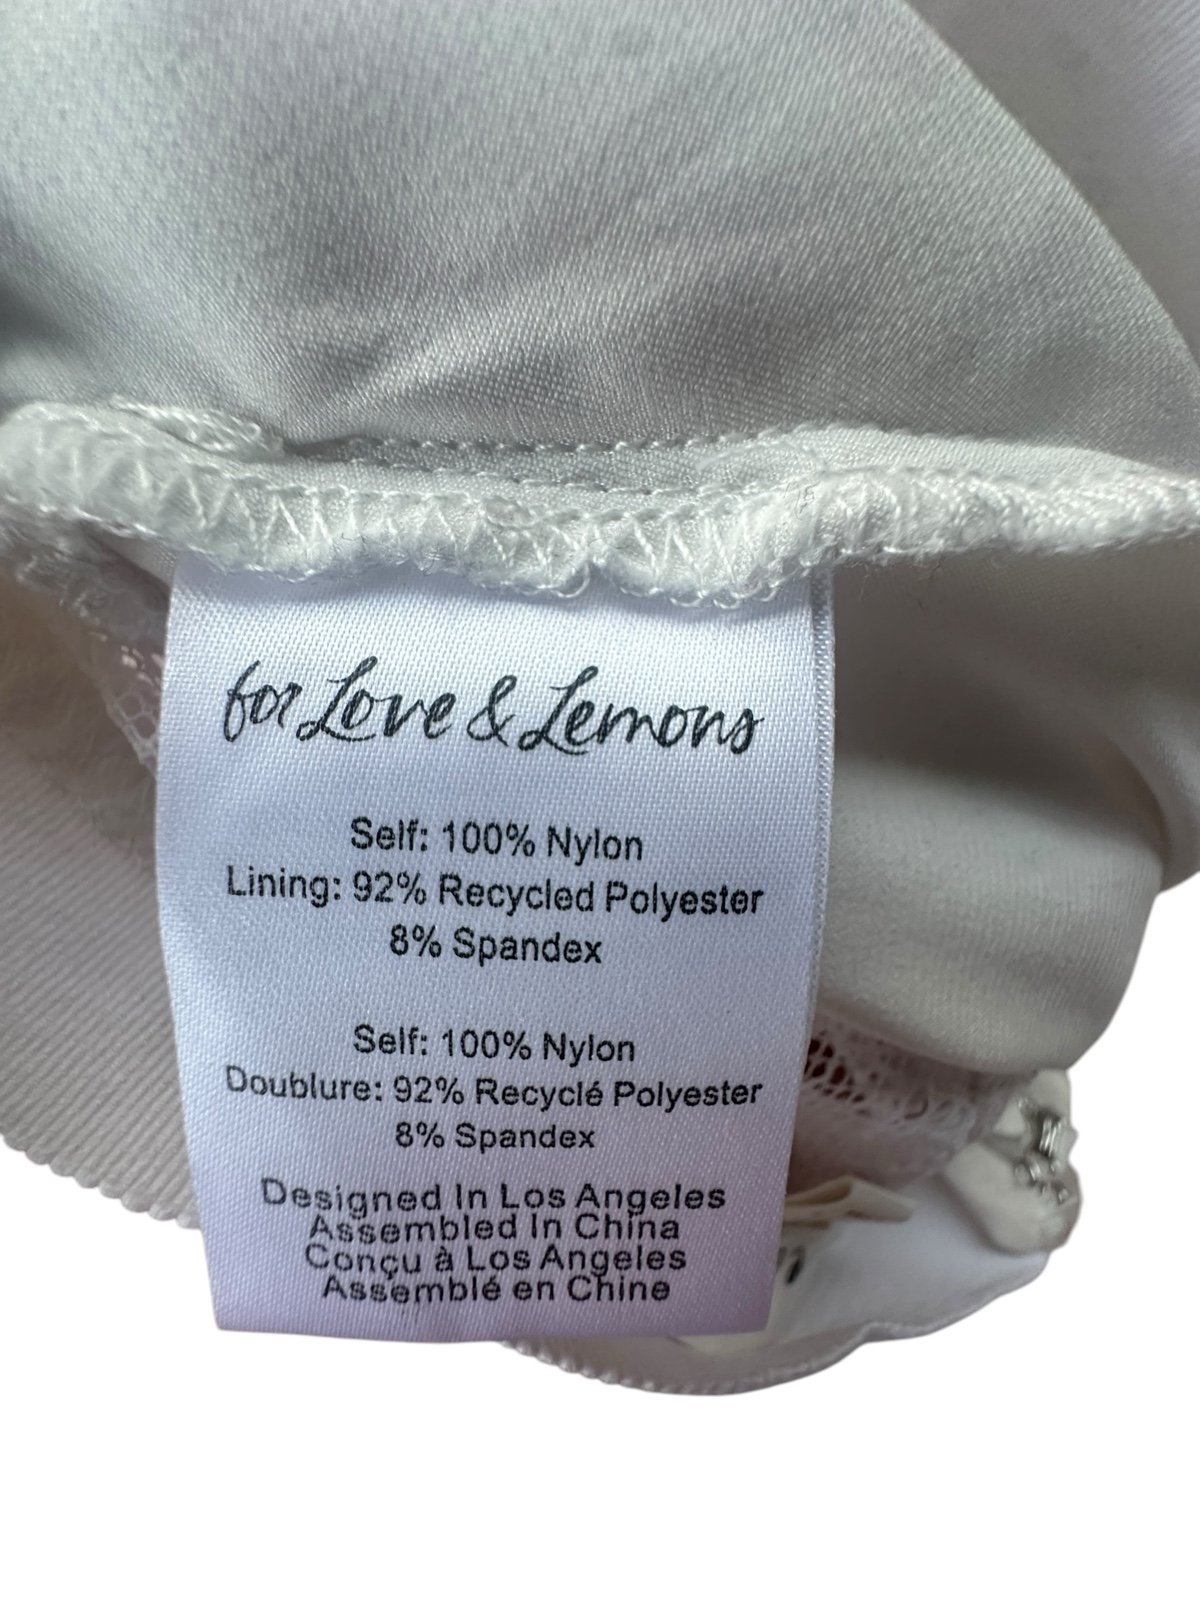 for Love & Lemons
Self: 100% Nylon
Lining: 92% Recycled Polyester
8% Spandex
Self: 100% Nylon
Doublure: 92% Recyclé Polyester
8% Spandex
Designed In Los Angeles
Assembled In China
Conçu à Los Angeles
Assemblé en Chine